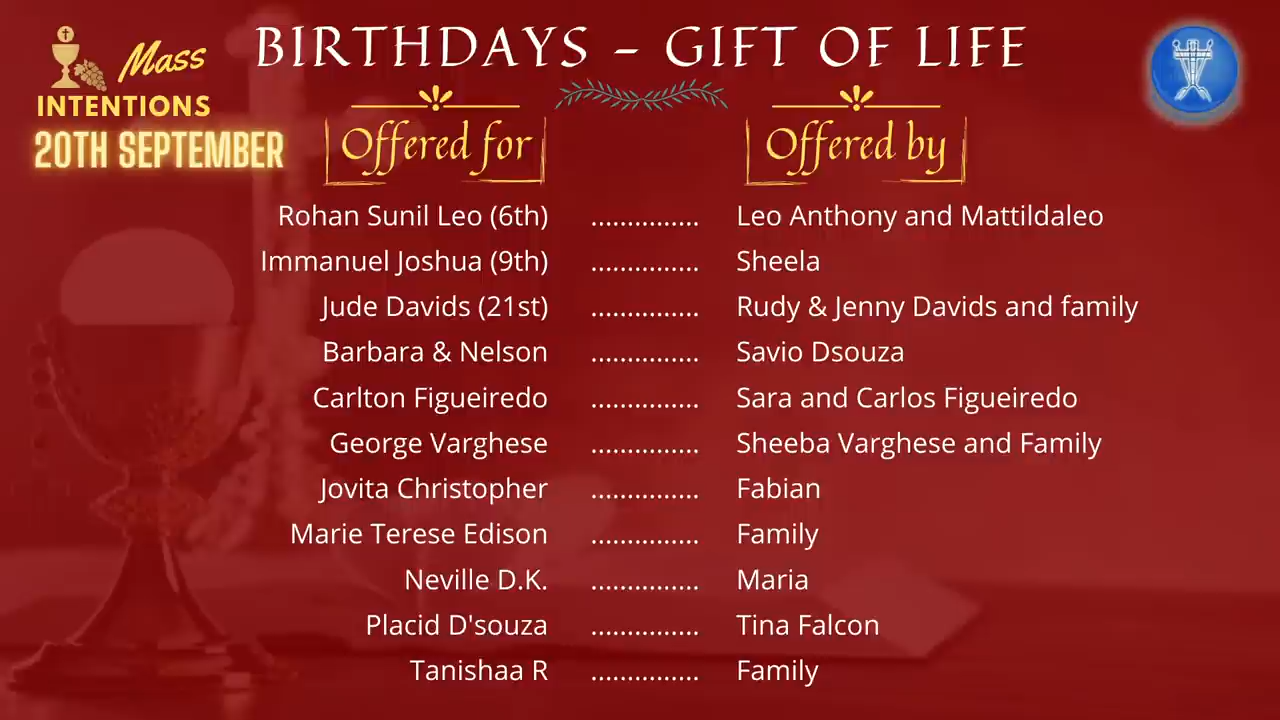 Mass
INTENTIONS
20TH SEPTEMBER
BIRTHDAYS – GIFT OF LIFE
Offered for Offered by
Rohan Sunil Leo (6th) ............... Leo Anthony and Mattildaleo
Immanuel Joshua (9th) ............... Sheela
Jude Davids (21st) ............... Rudy & Jenny Davids and family
Barbara & Nelson ............... Savio Dsouza
Carlton Figueiredo ............... Sara and Carlos Figueiredo
George Varghese ............... Sheeba Varghese and Family
Jovita Christopher ............... Fabian
Marie Terese Edison ............... Family
Neville D.K. ............... Maria
Placid D'souza ............... Tina Falcon
Tanishaa R ............... Family